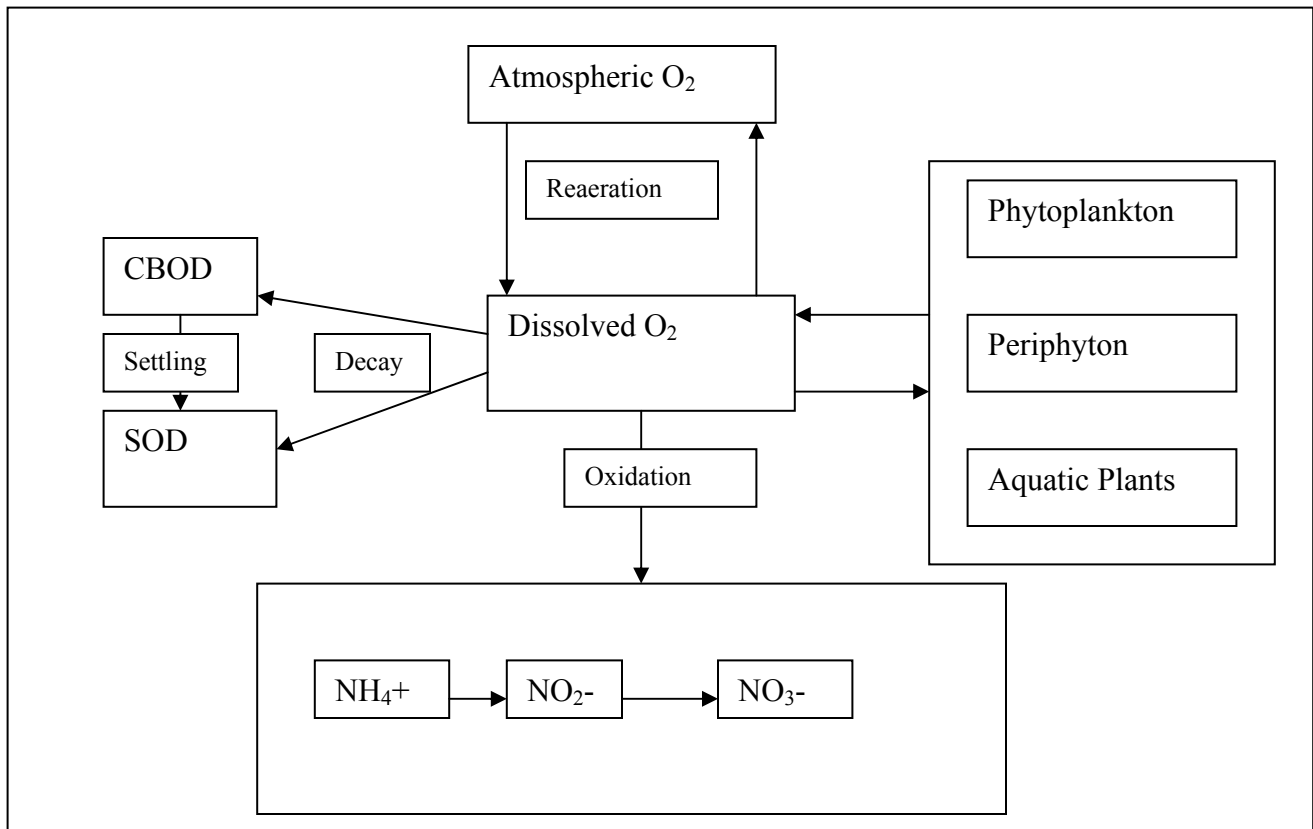 Atmospheric O₂
Reaeration
Phytoplankton
CBOD
Dissolved O₂
Periphyton
Settling
Decay
SOD
Oxidation
Aquatic Plants
NH₄+
NO₂-
NO₃-